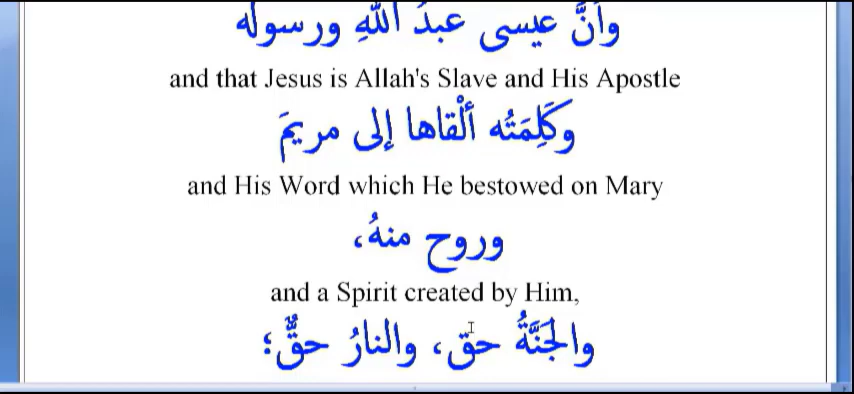 وأنَّ عيسى عبدُ اللهِ ورسوله
and that Jesus is Allah's Slave and His Apostle
وكَلِمَتُه ألْقاها إلى مريمَ
and His Word which He bestowed on Mary
وروح منهُ،
and a Spirit created by Him,
والجَنَّةُ حق، والنارُ حقٌّ؛